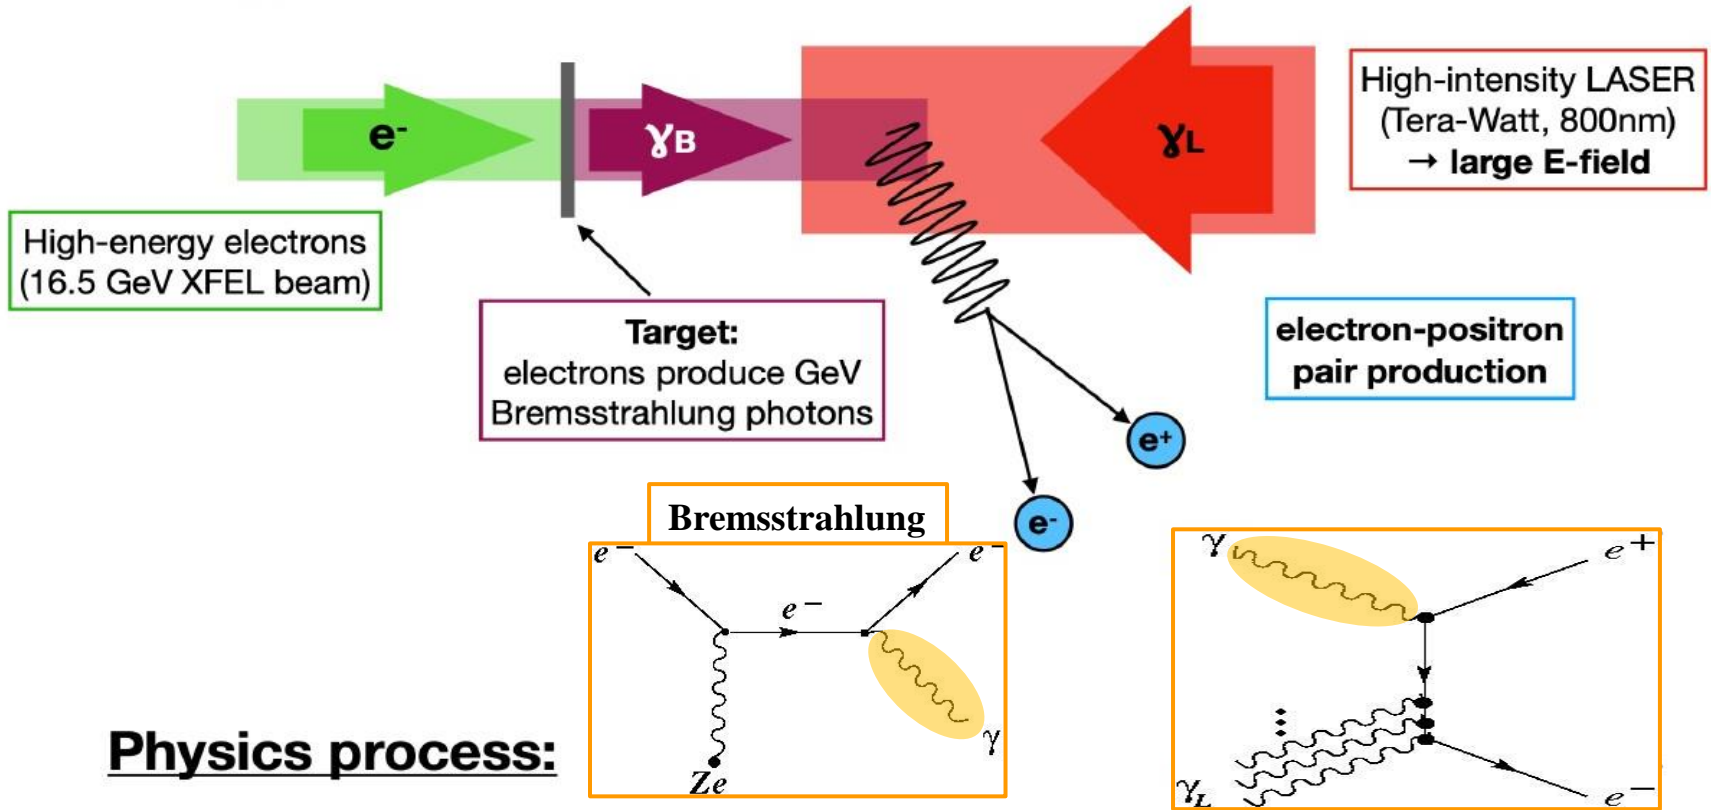 e-
γB
γL
High-intensity LASER
(Tera-Watt, 800nm)
→ large E-field
High-energy electrons
(16.5 GeV XFEL beam)
Target:
electrons produce GeV
Bremsstrahlung photons
electron-positron
pair production
e+
e-
Bremsstrahlung
e−
e−
e−
γ
Ze
γ
e+
γL
e−
Physics process: